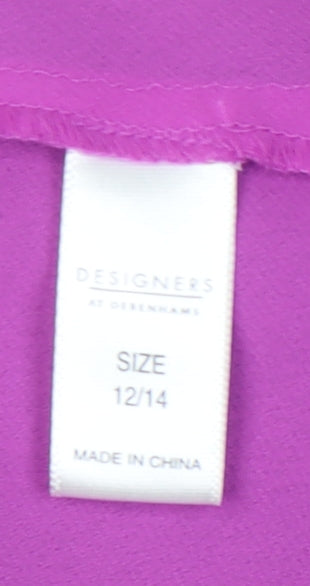 DESIGNERS
AT DEBENHAMS
SIZE
12/14
MADE IN CHINA